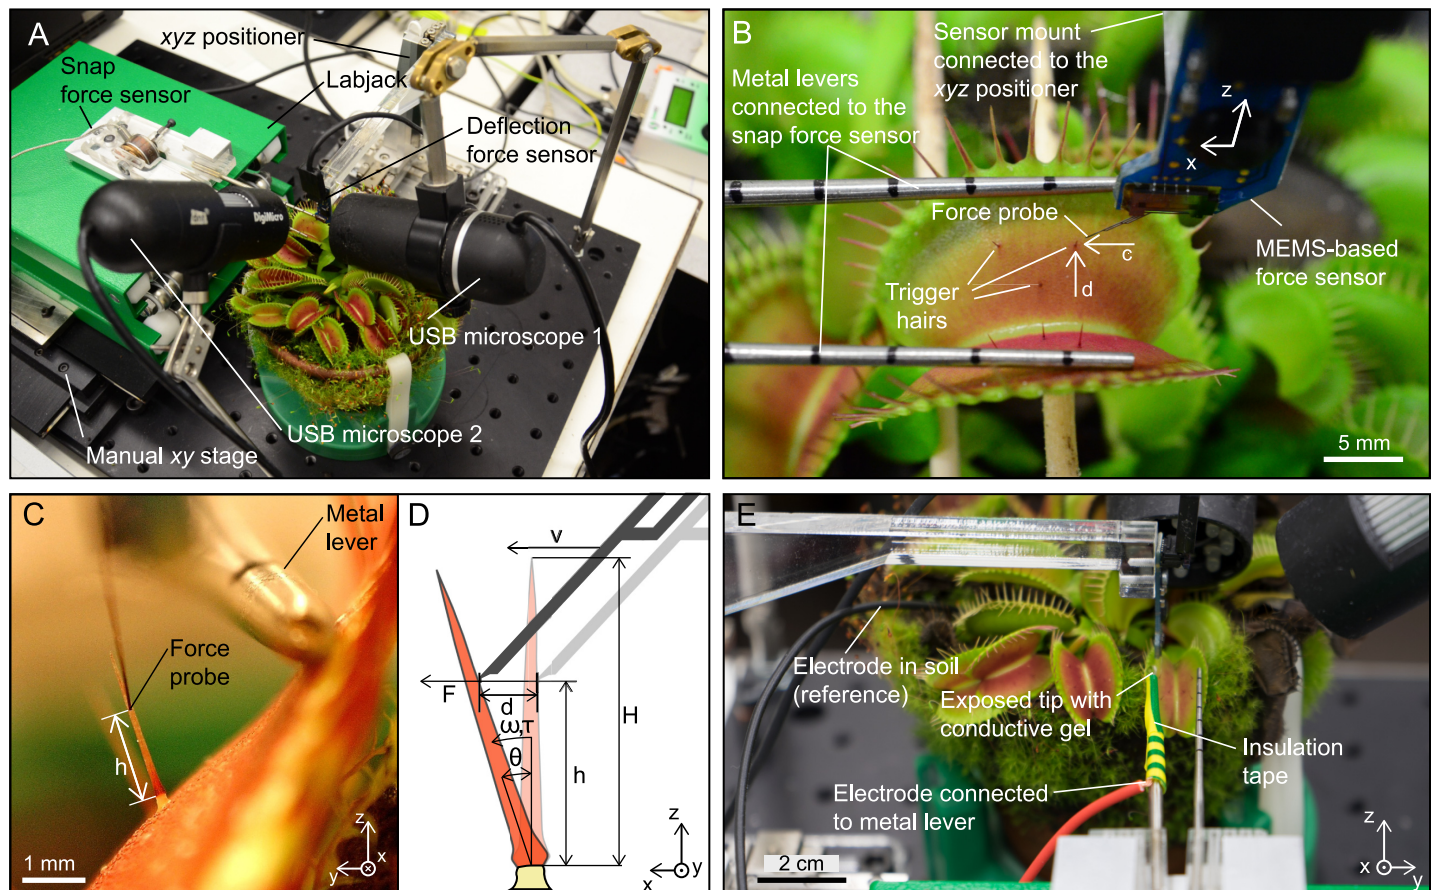 A
xyz positioner
Snap
force sensor
Labjack
Deflection
force sensor
DigiMicro
USB microscope 1
USB microscope 2
Manual xy stage
B
Sensor mount
connected to the
xyz positioner
Metal levers
connected to the
snap force sensor
z
x
Force probe
c
d
MEMS-based
force sensor
Trigger
hairs
5 mm
C
Metal
lever
Force
probe
h
z
x
y
1 mm
D
v
F
d
H
ω,τ
θ
h
z
x
y
E
Electrode in soil
(reference)
Exposed tip with
conductive gel
Insulation
tape
Electrode connected
to metal lever
z
x
y
2 cm